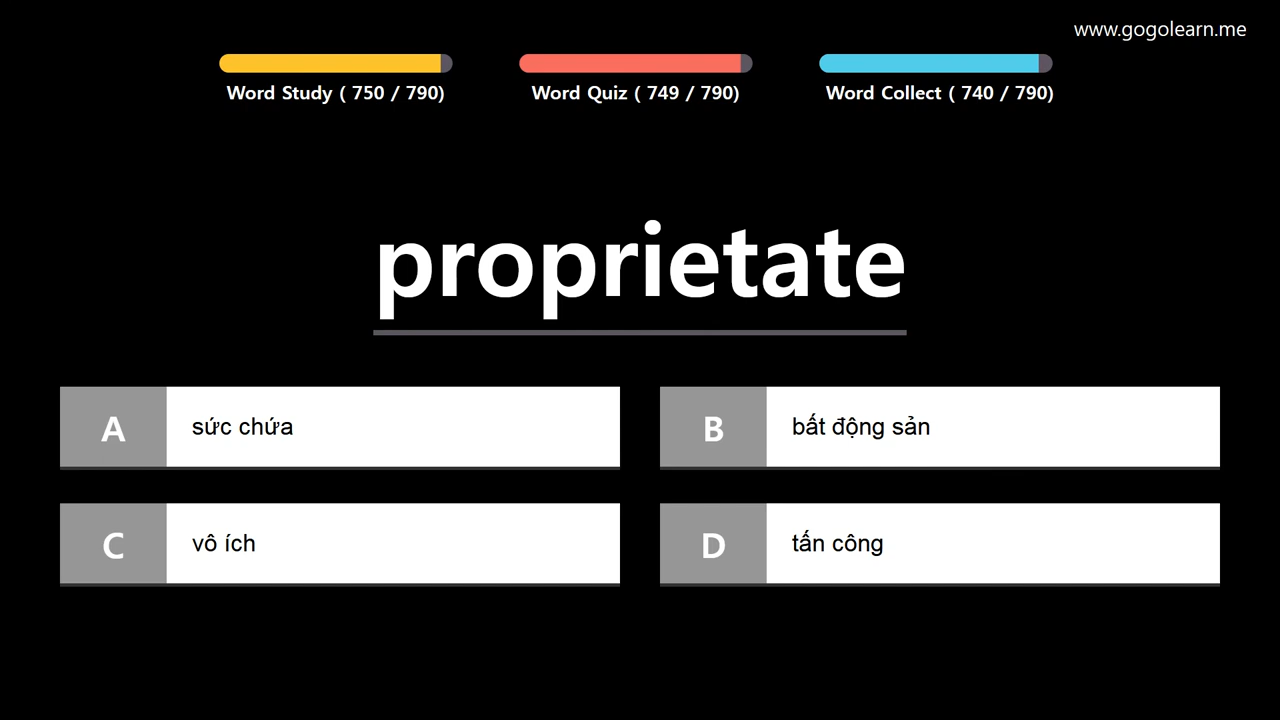 www.gogolearn.me
Word Study ( 750 / 790)
Word Quiz ( 749 / 790)
Word Collect ( 740 / 790)
proprietate
A
sức chứa
B
bất động sản
C
vô ích
D
tấn công